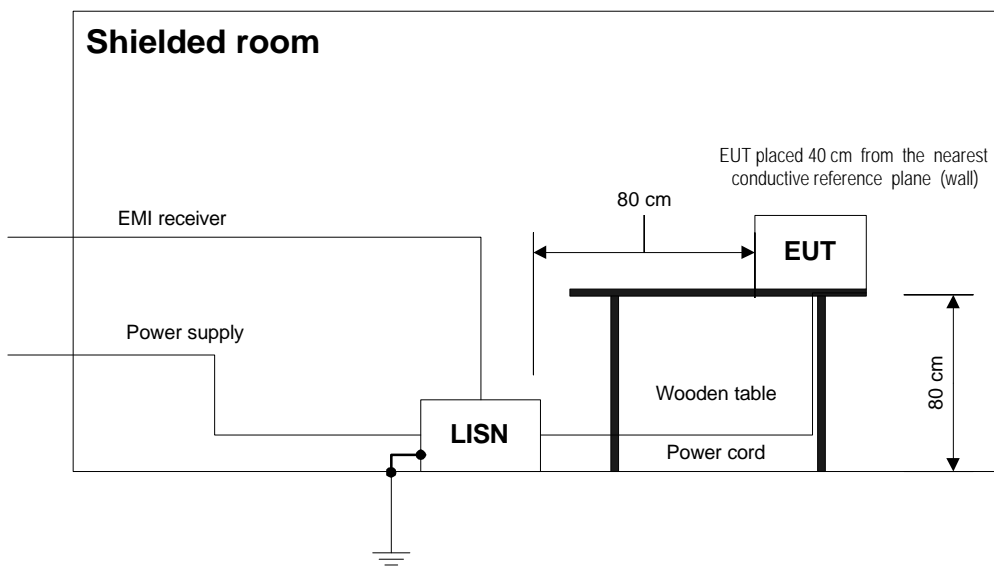 Shielded room
EUT placed 40 cm from the nearest
conductive reference plane (wall)
80 cm
EMI receiver
EUT
Power supply
80 cm
Wooden table
LISN
Power cord